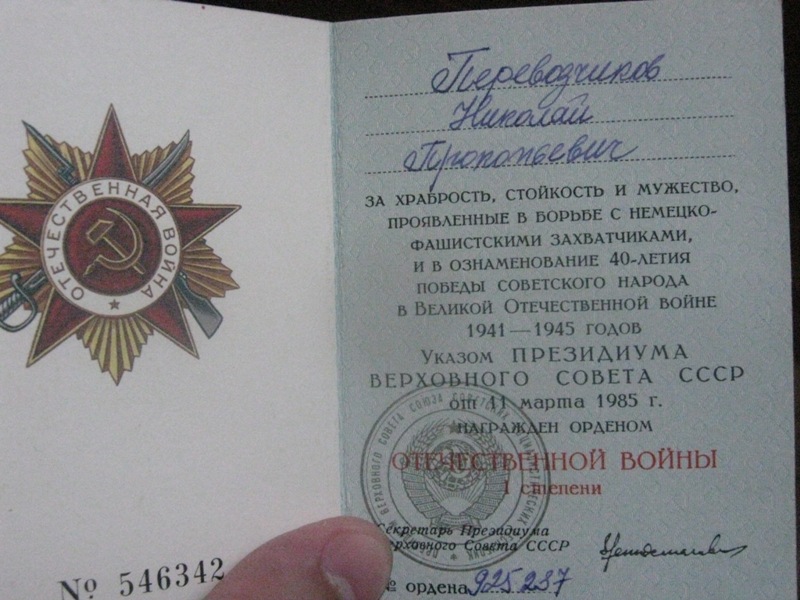 ОТЕЧЕСТВЕННАЯ ВОЙНА
№ 546342
Переводчиков
Николай
Прокопьевич
ЗА ХРАБРОСТЬ, СТОЙКОСТЬ И МУЖЕСТВО,
ПРОЯВЛЕННЫЕ В БОРЬБЕ С НЕМЕЦКО-
ФАШИСТСКИМИ ЗАХВАТЧИКАМИ,
И В ОЗНАМЕНОВАНИЕ 40-ЛЕТИЯ
ПОБЕДЫ СОВЕТСКОГО НАРОДА
В ВЕЛИКОЙ ОТЕЧЕСТВЕННОЙ ВОЙНЕ
1941—1945 ГОДОВ
УКАЗОМ ПРЕЗИДИУМА
ВЕРХОВНОГО СОВЕТА СССР
от 11 марта 1985 г.
НАГРАЖДЕН ОРДЕНОМ
ОТЕЧЕСТВЕННОЙ ВОЙНЫ
I степени
Секретарь Президиума
Верховного Совета СССР
№ ордена 925237